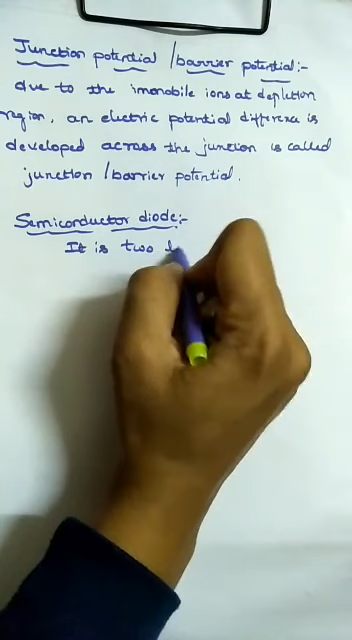 Junction potential / barrier potential:-
due to the imonobile ions at depletion
region, an electric potential difference is
developed across the junction is called
junction / barrier potential.
Semiconductor diode:-
It is two